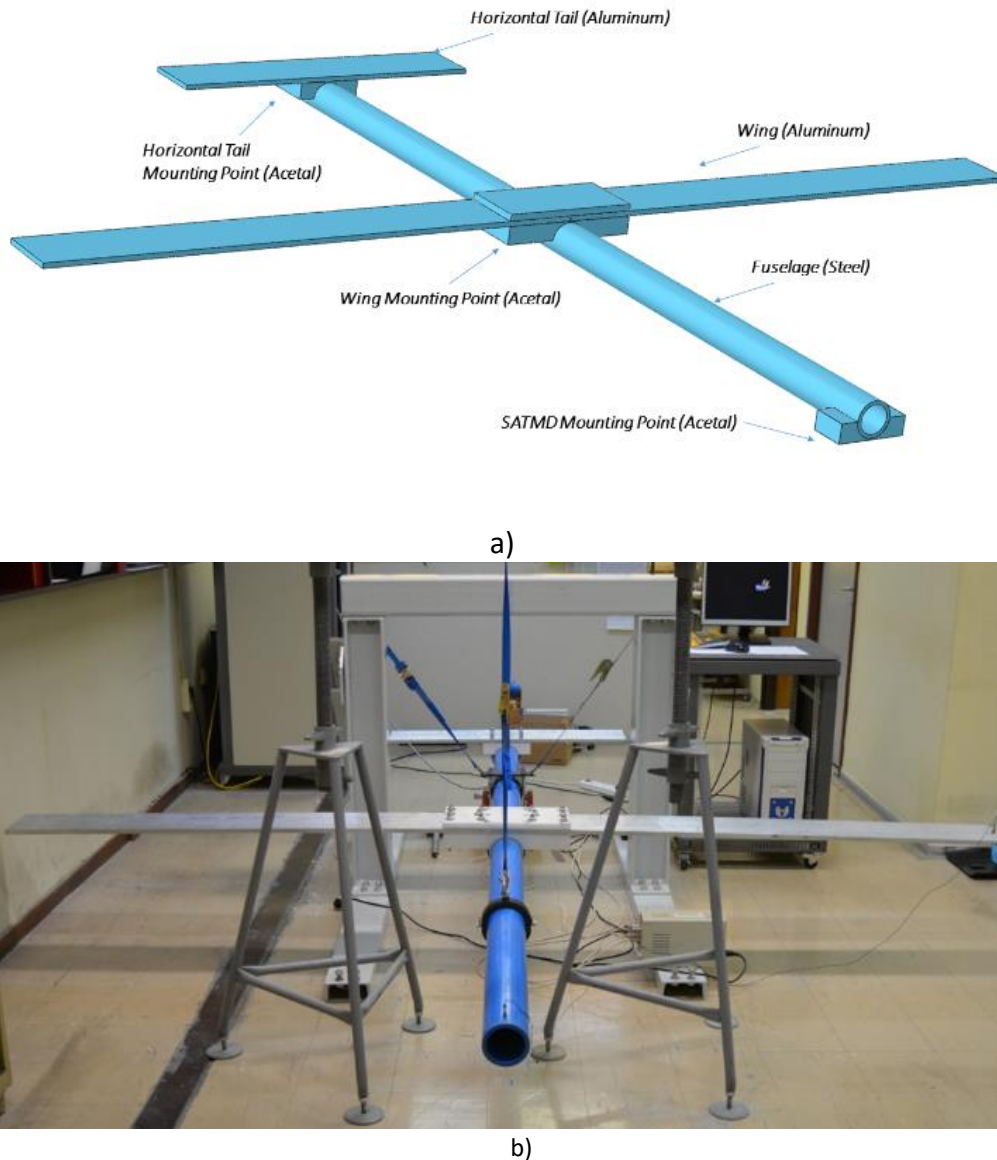 Horizontal Tail (Aluminum)
Wing (Aluminum)
Horizontal Tail
Mounting Point (Acetal)
Fuselage (Steel)
Wing Mounting Point (Acetal)
SATMD Mounting Point (Acetal)
a)
b)